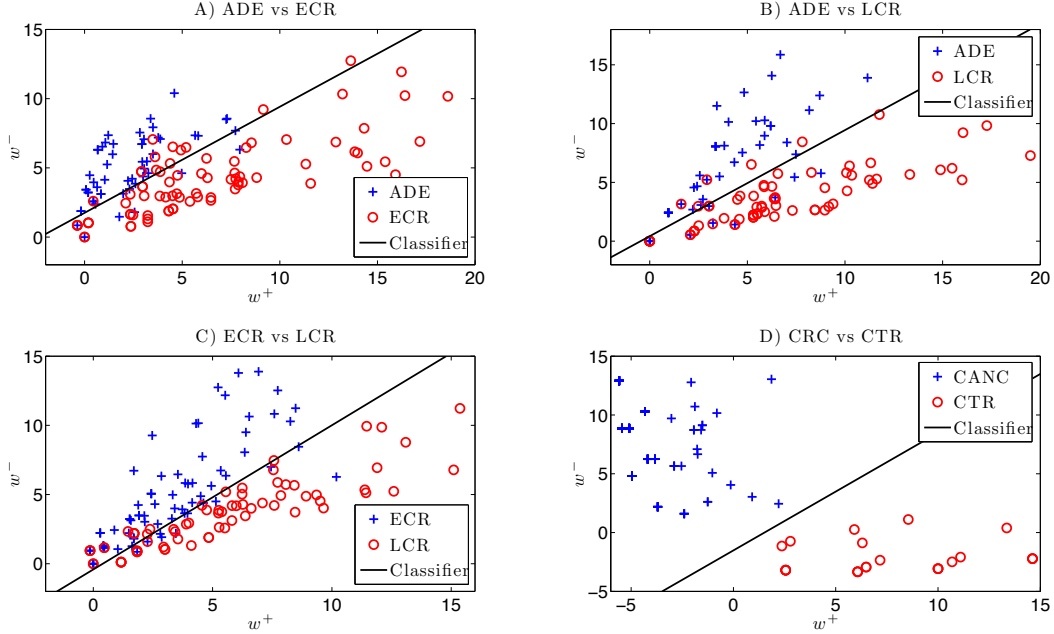 A) ADE vs ECR
15
10
5
0
w⁻
0
5
10
15
20
w⁺
ADE
ECR
Classifier
B) ADE vs LCR
15
10
5
0
w⁻
0
5
10
15
20
w⁺
ADE
LCR
Classifier
C) ECR vs LCR
15
10
5
0
w⁻
0
5
10
15
w⁺
ECR
LCR
Classifier
D) CRC vs CTR
15
10
5
0
−5
w⁻
−5
0
5
10
15
w⁺
CANC
CTR
Classifier